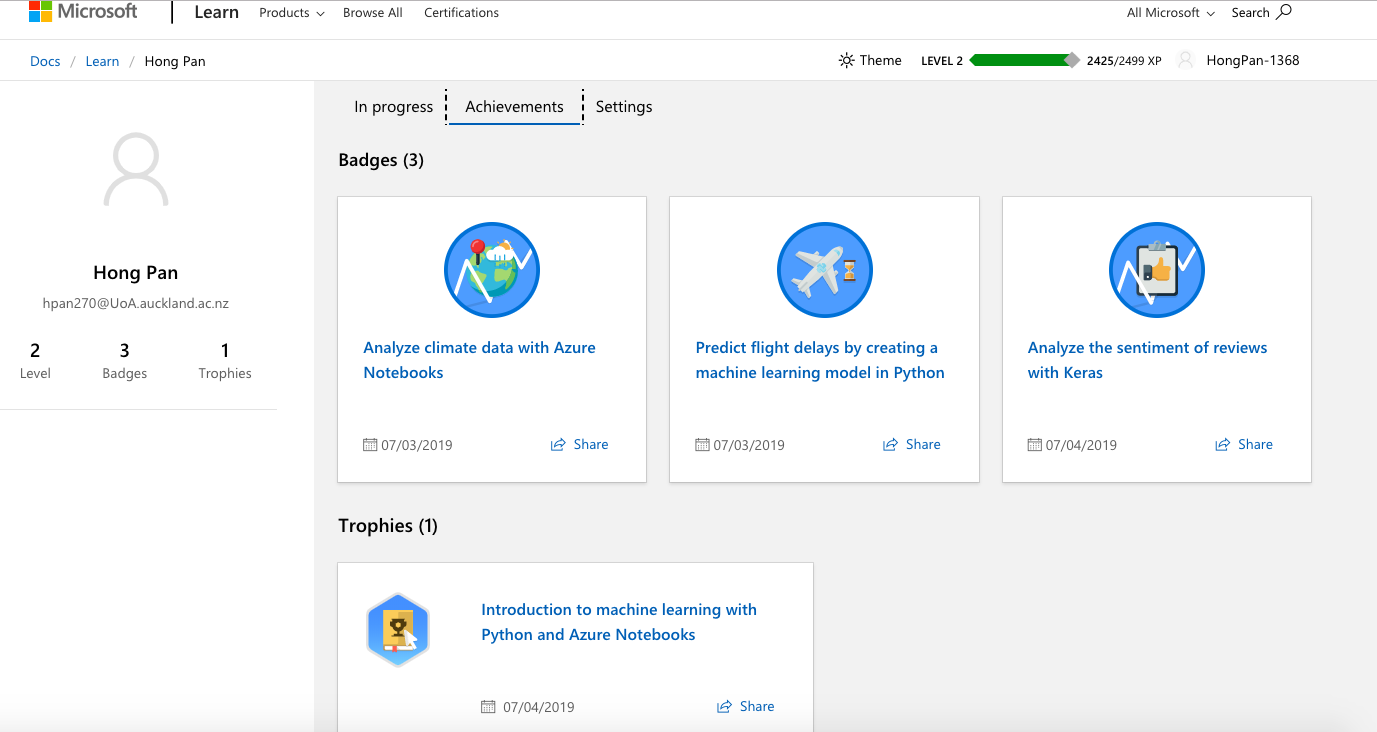 Microsoft Learn Products Browse All Certifications All Microsoft Search
Docs / Learn / Hong Pan Theme LEVEL 2 2425/2499 XP HongPan-1368
In progress Achievements Settings
Hong Pan
hpan270@UoA.auckland.ac.nz
2 3 1
Level Badges Trophies
Badges (3)
Analyze climate data with Azure
Notebooks
07/03/2019 Share
Predict flight delays by creating a
machine learning model in Python
07/03/2019 Share
Analyze the sentiment of reviews
with Keras
07/04/2019 Share
Trophies (1)
Introduction to machine learning with
Python and Azure Notebooks
07/04/2019 Share